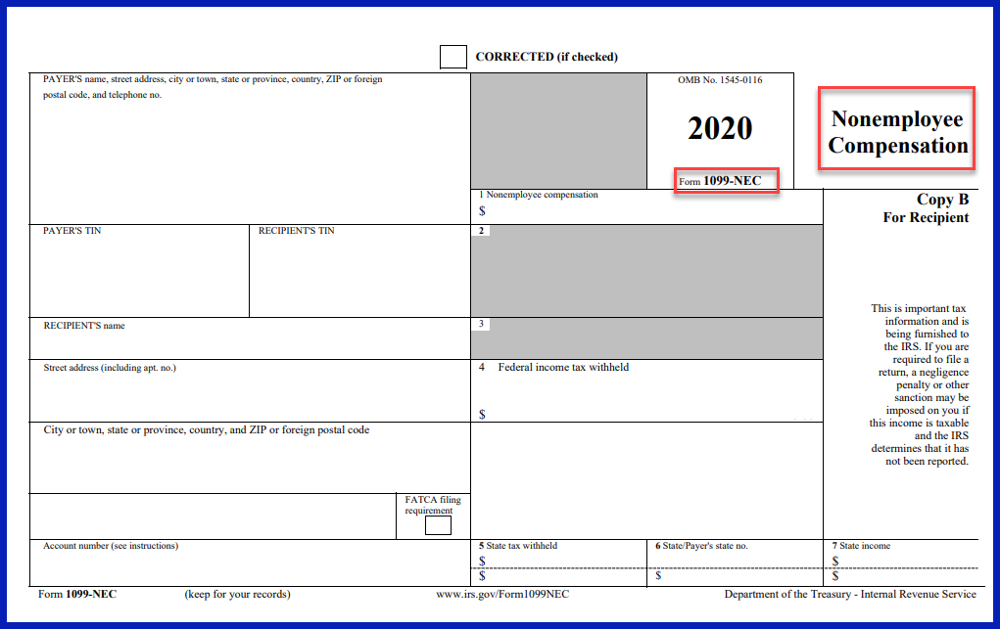 CORRECTED (if checked)
PAYER'S name, street address, city or town, state or province, country, ZIP or foreign
postal code, and telephone no.
OMB No. 1545-0116
2020
Form 1099-NEC
Nonemployee
Compensation
1 Nonemployee compensation
$
Copy B
For Recipient
PAYER'S TIN
RECIPIENT'S TIN
2
RECIPIENT'S name
3
This is important tax
information and is
being furnished to
the IRS. If you are
required to file a
return, a negligence
penalty or other
sanction may be
imposed on you if
this income is taxable
and the IRS
determines that it has
not been reported.
Street address (including apt. no.)
4 Federal income tax withheld
$
City or town, state or province, country, and ZIP or foreign postal code
FATCA filing
requirement
Account number (see instructions)
5 State tax withheld
$
$
6 State/Payer's state no.
$
7 State income
$
$
Form 1099-NEC
(keep for your records)
www.irs.gov/Form1099NEC
Department of the Treasury - Internal Revenue Service